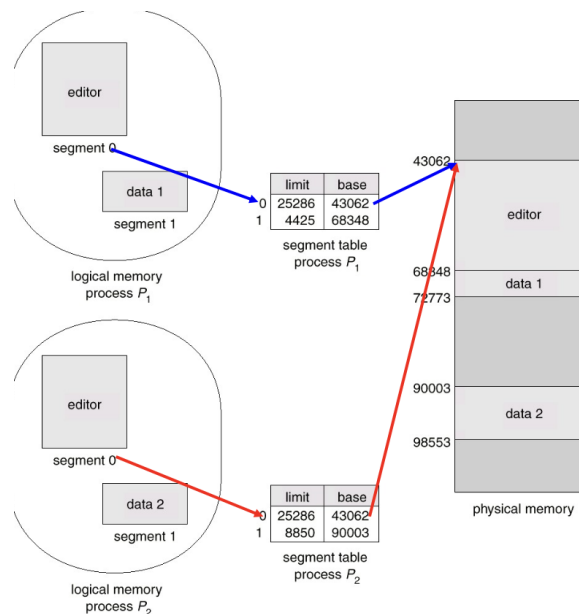 editor
segment 0
data 1
segment 1
logical memory
process P1
limit base
0 25286 43062
1 4425 68348
segment table
process P1
editor
segment 0
data 2
segment 1
logical memory
process P2
limit base
0 25286 43062
1 8850 90003
segment table
process P2
43062
editor
68348
data 1
72773
90003
data 2
98553
physical memory